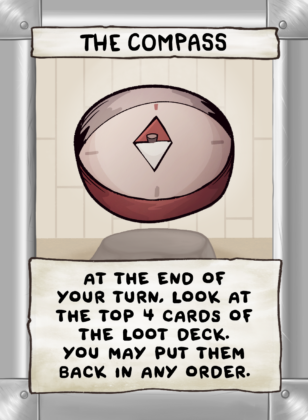 THE COMPASS
AT THE END OF
YOUR TURN, LOOK AT
THE TOP 4 CARDS OF
THE LOOT DECK.
YOU MAY PUT THEM
BACK IN ANY ORDER.